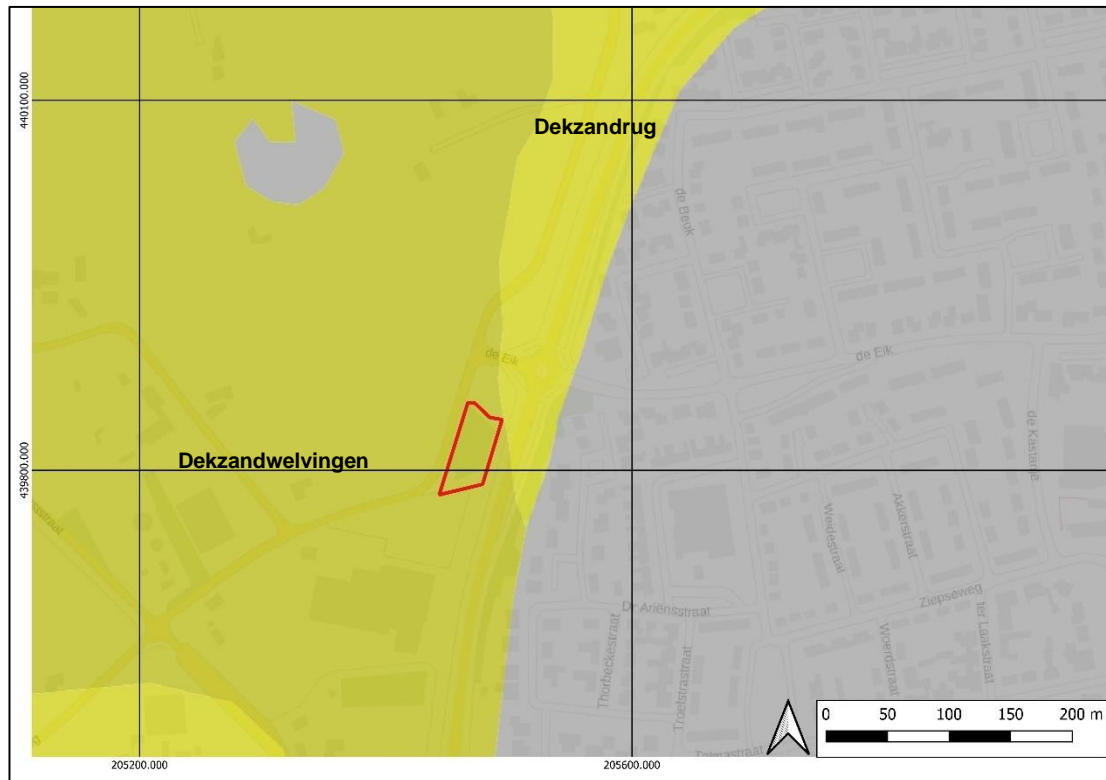 440100.000
Dekzandrug
de Beuk
de Eik
de Eik
de Kastanje
439800.000
Dekzandwelvingen
Weidestraat
Akkerstraat
Ziepseweg
Dr Ariënsstraat
ter Laakstraat
Thorbeckestraat
Troelstrastraat
Woerdstraat
Talmastraat
0 50 100 150 200 m
205200.000
205600.000